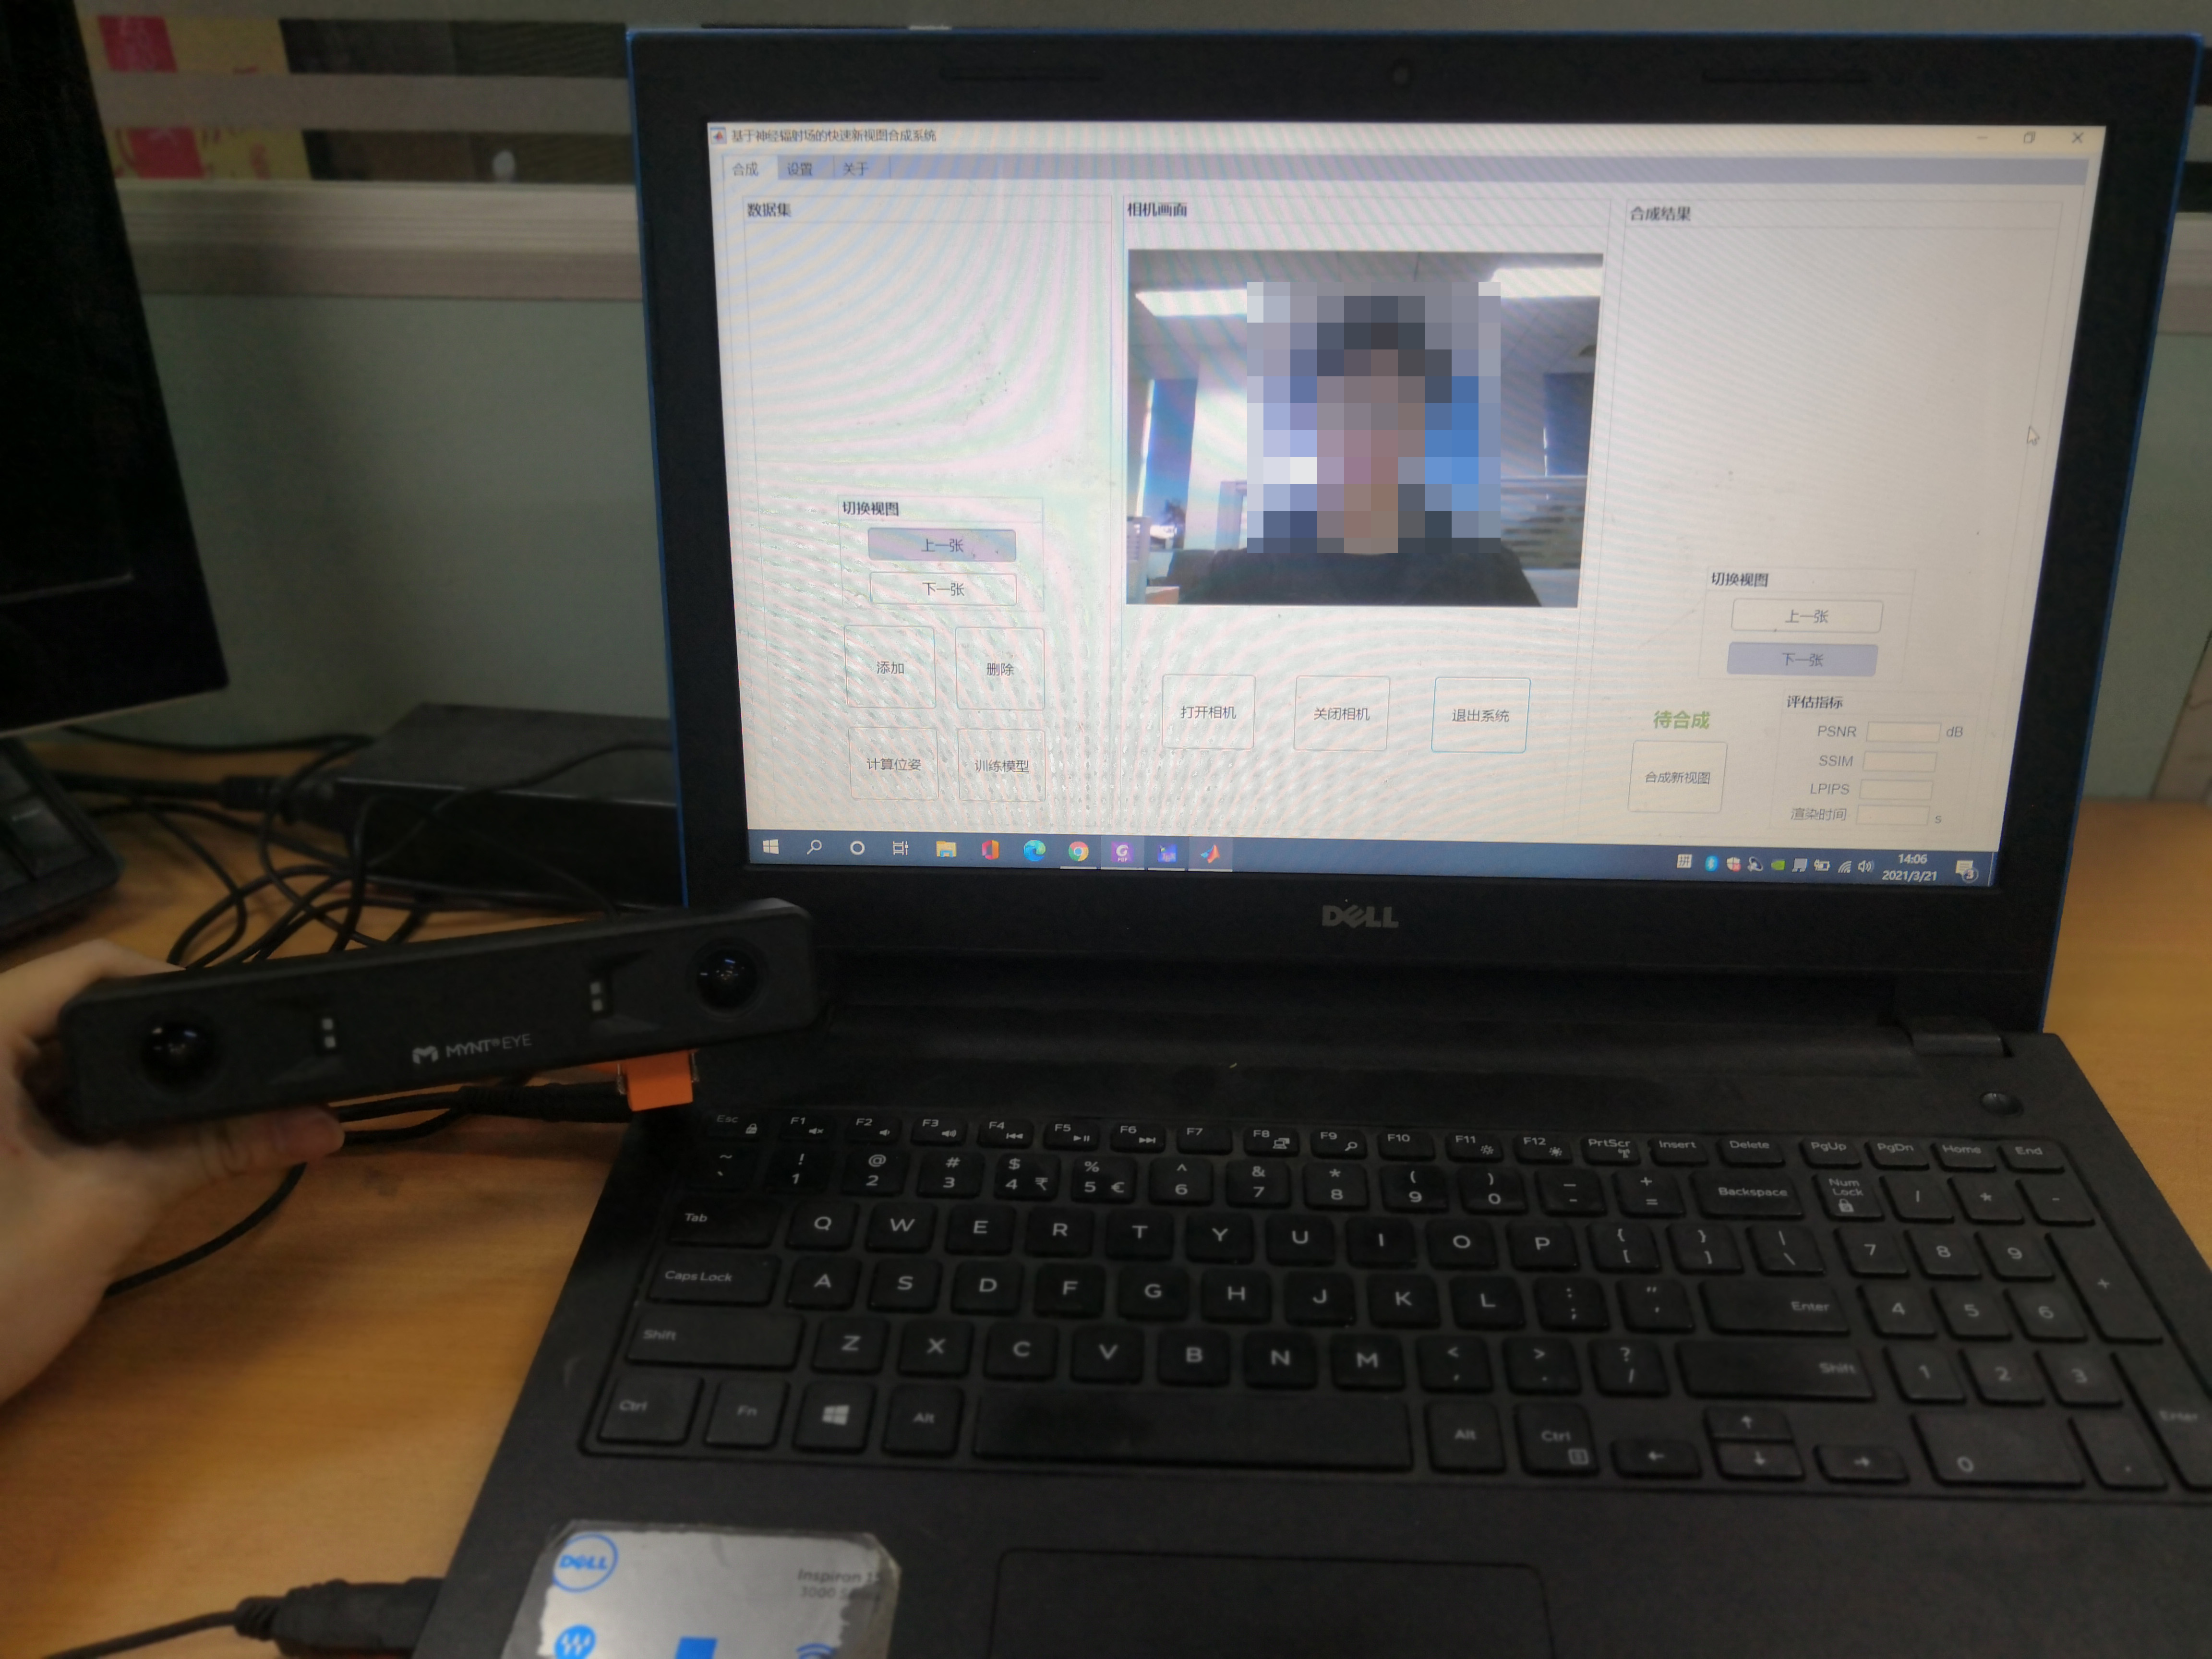 基于神经辐射场的快速新视图合成系统
合成 设置 关于
数据集
相机画面
合成结果
切换视图
上一张
下一张
添加 删除
计算位姿 训练模型
打开相机 关闭相机 退出系统
切换视图
上一张
下一张
待合成
合成新视图
评估指标
PSNR dB
SSIM
LPIPS
渲染时间 s
14:06
2021/3/21
3
DELL
MYNT EYE
Esc F1 F2 F3 F4 F5 F6 F7 F8 F9 F10 F11 F12 PrtScr Insert Delete PgUp PgDn Home End
~ ! @ # $ % ^ & * ( ) _ +
` 1 2 3 4 ₹ 5 € 6 7 8 9 0 - = Backspace Num Lock / * -
Tab Q W E R T Y U I O P { [ } ] | \ 7 8 9 +
Caps Lock A S D F G H J K L : ; " ' Enter 4 5 6
Shift Z X C V B N M < , > . ? / Shift 1 2 3
Ctrl Fn Alt Alt Ctrl ← ↑ ↓ → 0 . Enter
DELL
Inspiron 15
3000